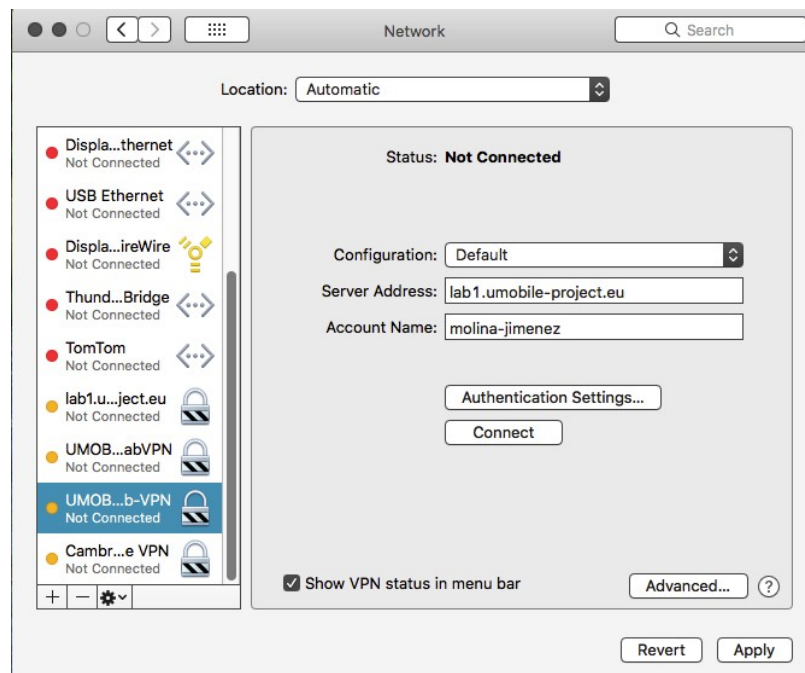 Network
Search
Location: Automatic
Displa...thernet
Not Connected
USB Ethernet
Not Connected
Displa...ireWire
Not Connected
Thund...Bridge
Not Connected
TomTom
Not Connected
lab1.u...ject.eu
Not Connected
UMOB...abVPN
Not Connected
UMOB...b-VPN
Not Connected
Cambr...e VPN
Not Connected
Status: Not Connected
Configuration: Default
Server Address: lab1.umobile-project.eu
Account Name: molina-jimenez
Authentication Settings...
Connect
Show VPN status in menu bar
Advanced... ?
Revert Apply